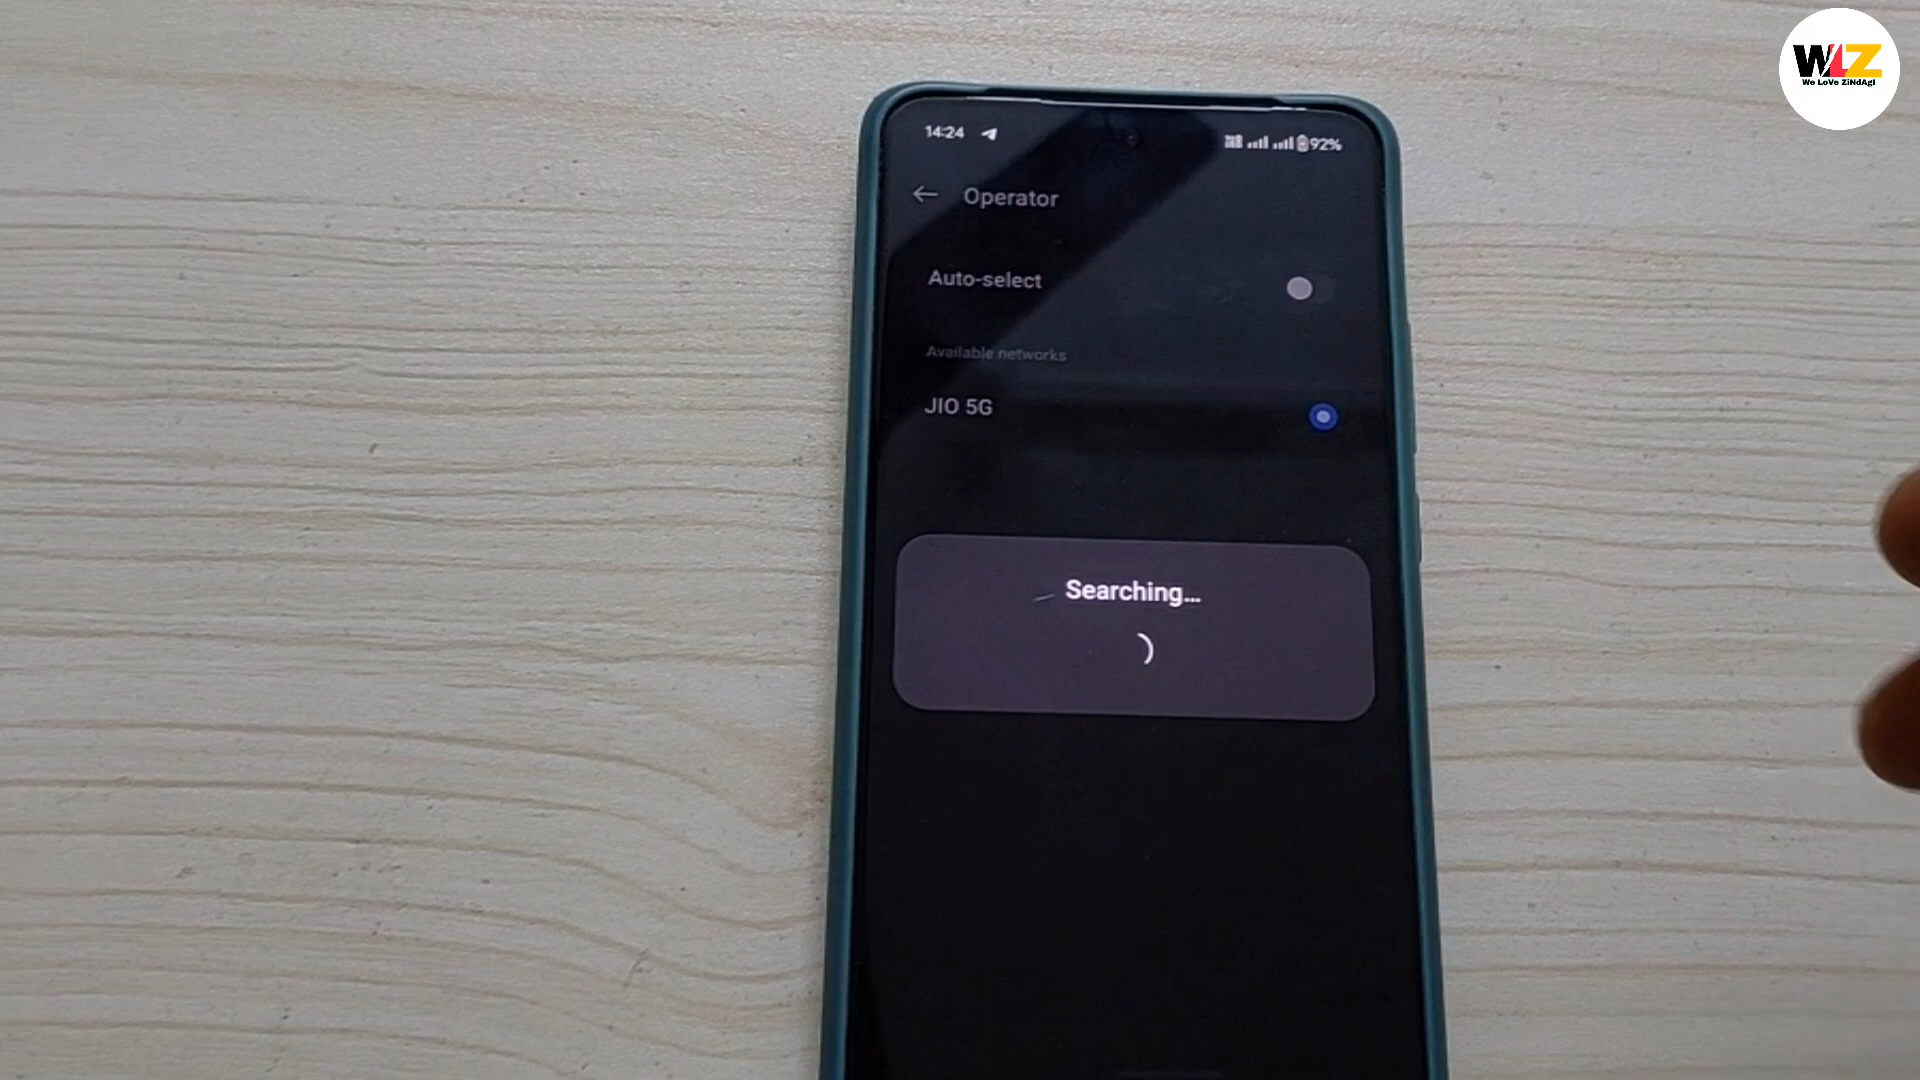 WLZ
We LoVe ZiNdAgI
14:24
92%
Operator
Auto-select
Available networks
JIO 5G
Searching...